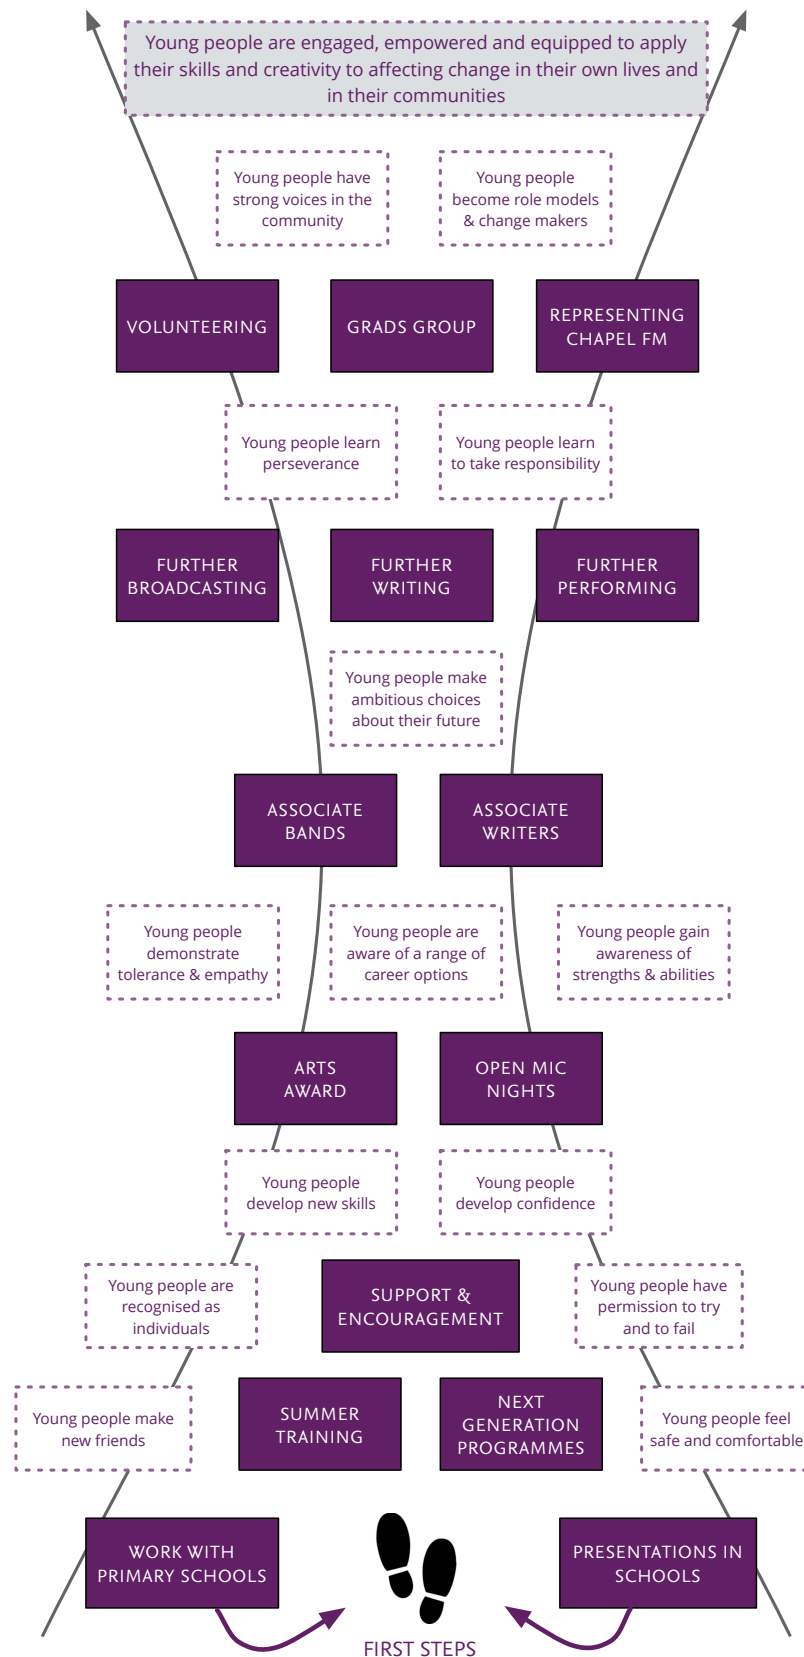 Young people are engaged, empowered and equipped to apply
their skills and creativity to affecting change in their own lives and
in their communities
Young people have
strong voices in the
community
Young people
become role models
& change makers
VOLUNTEERING
GRADS GROUP
REPRESENTING
CHAPEL FM
Young people learn
perseverance
Young people learn
to take responsibility
FURTHER
BROADCASTING
FURTHER
WRITING
FURTHER
PERFORMING
Young people make
ambitious choices
about their future
ASSOCIATE
BANDS
ASSOCIATE
WRITERS
Young people
demonstrate
tolerance & empathy
Young people are
aware of a range of
career options
Young people gain
awareness of
strengths & abilities
ARTS
AWARD
OPEN MIC
NIGHTS
Young people
develop new skills
Young people
develop confidence
Young people are
recognised as
individuals
SUPPORT &
ENCOURAGEMENT
Young people have
permission to try
and to fail
Young people make
new friends
SUMMER
TRAINING
NEXT
GENERATION
PROGRAMMES
Young people feel
safe and comfortable
WORK WITH
PRIMARY SCHOOLS
PRESENTATIONS IN
SCHOOLS
FIRST STEPS